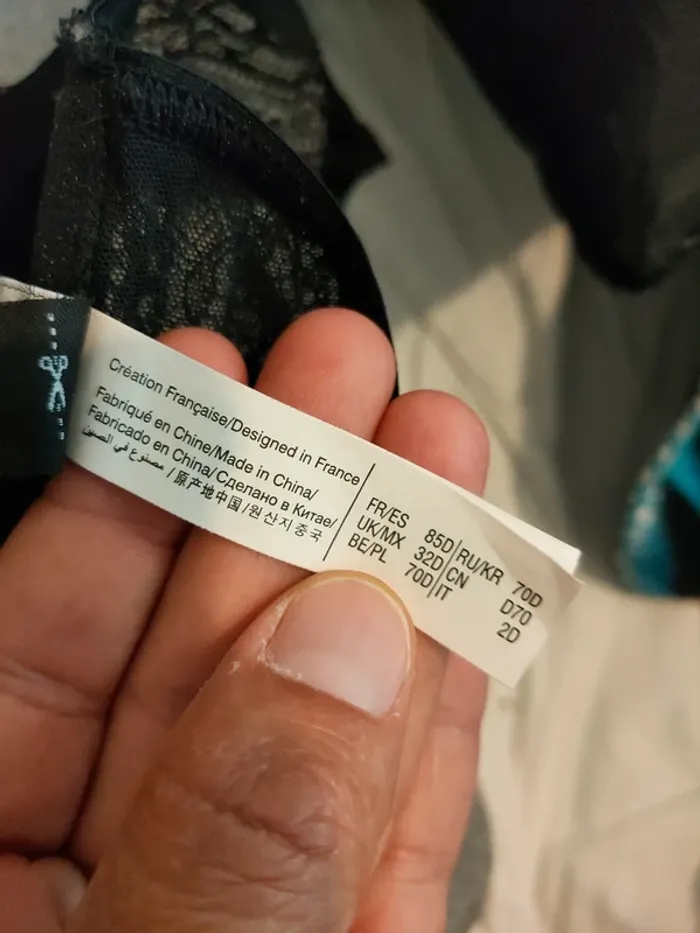 Création Française/Designed in France
Fabriqué en Chine/Made in China/
Fabricado en China/Сделано в Китае/
مصنوع في الصين / 原产地中国/원산지중국
FR/ES 85D
UK/MX 32D
BE/PL 70D
RU/KR 70D
CN D70
IT 2D